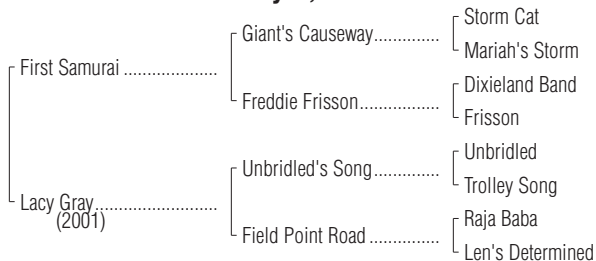 Storm Cat
Giant's Causeway..............
Mariah's Storm
First Samurai ....................
Dixieland Band
Freddie Frisson.................
Frisson
Unbridled
Unbridled's Song..............
Trolley Song
Lacy Gray..........................
(2001)
Raja Baba
Field Point Road ...............
Len's Determined